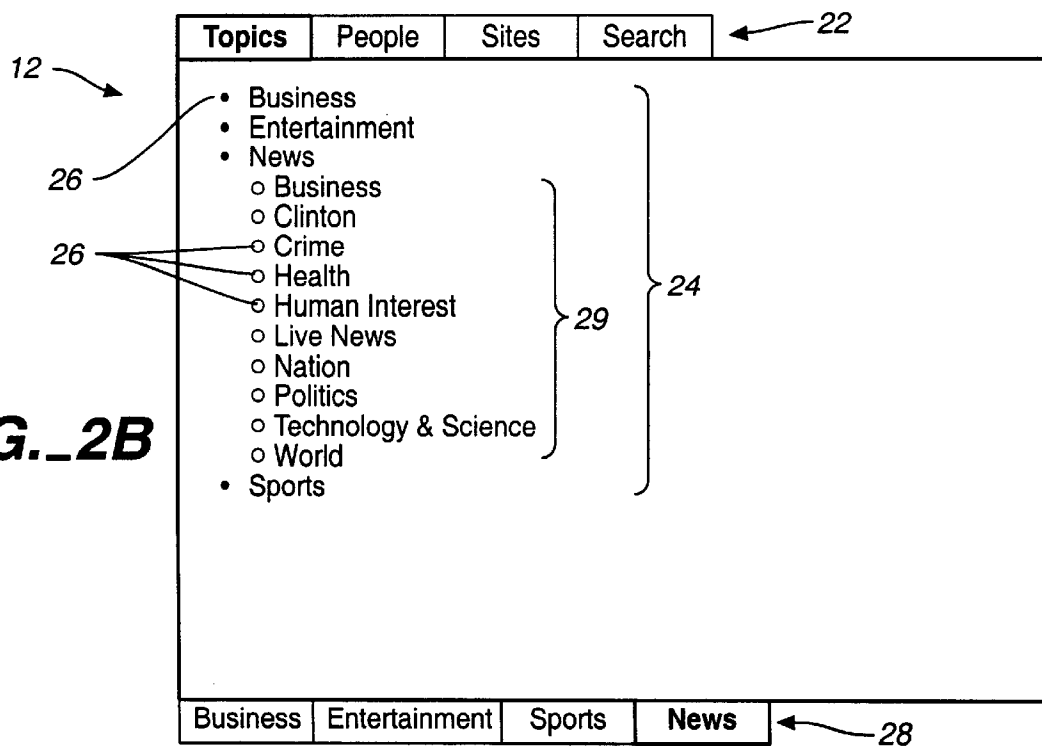 Topics People Sites Search 22
12
• Business
• Entertainment
26
• News
○ Business
○ Clinton
26 ○ Crime
○ Health
24
○ Human Interest
29
○ Live News
○ Nation
○ Politics
G._2B
○ Technology & Science
○ World
• Sports
Business Entertainment Sports News 28